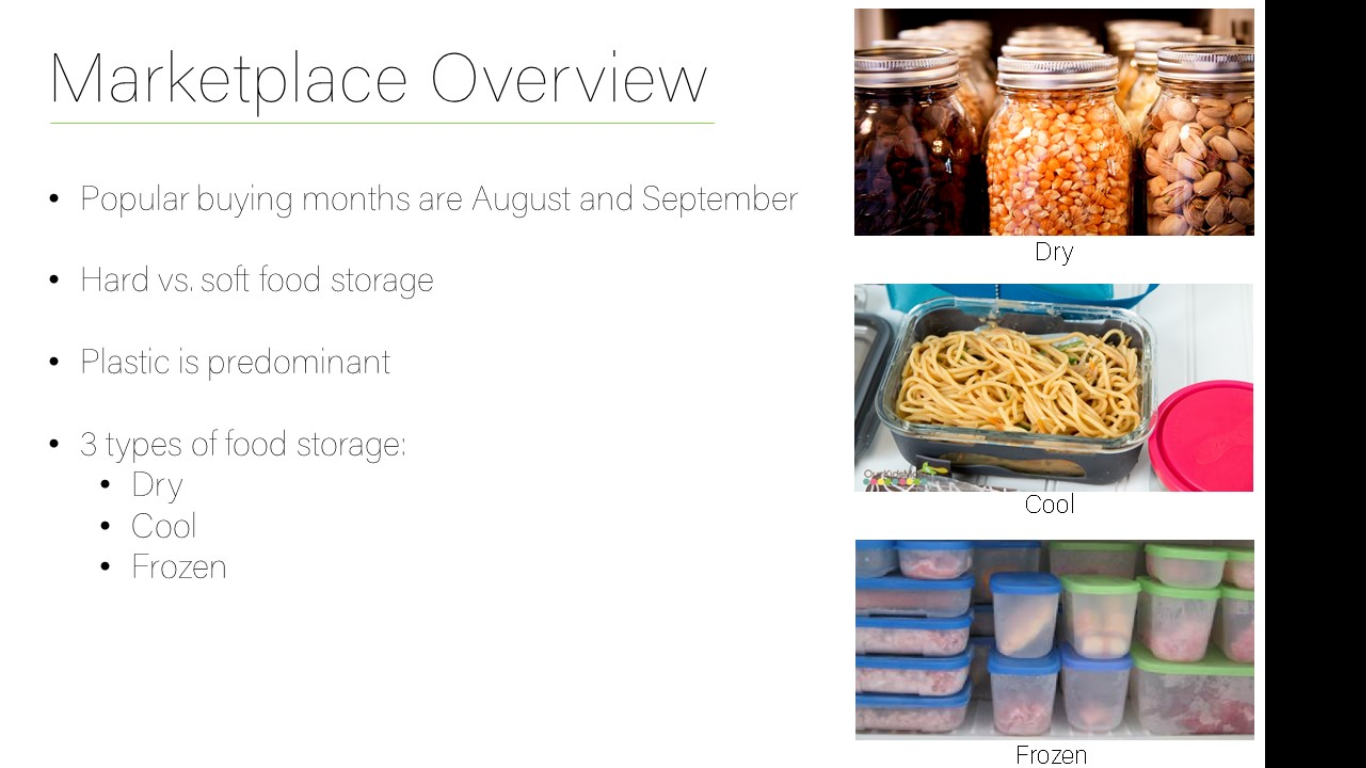 Marketplace Overview
• Popular buying months are August and September
• Hard vs. soft food storage
• Plastic is predominant
• 3 types of food storage:
• Dry
• Cool
• Frozen
Dry
Cool
Frozen